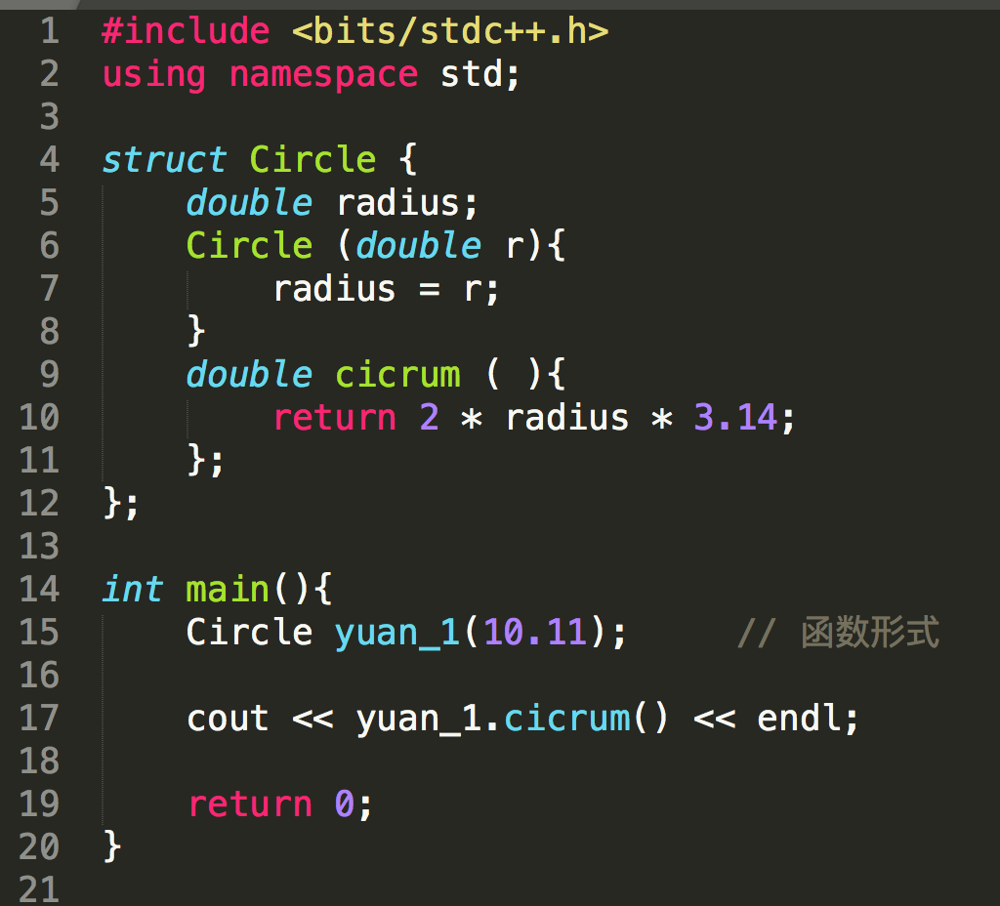 1 #include <bits/stdc++.h>
2 using namespace std;
3
4 struct Circle {
5     double radius;
6     Circle (double r){
7         radius = r;
8     }
9     double cicrum ( ){
10         return 2 * radius * 3.14;
11     };
12 };
13
14 int main(){
15     Circle yuan_1(10.11);     // 函数形式
16
17     cout << yuan_1.cicrum() << endl;
18
19     return 0;
20 }
21